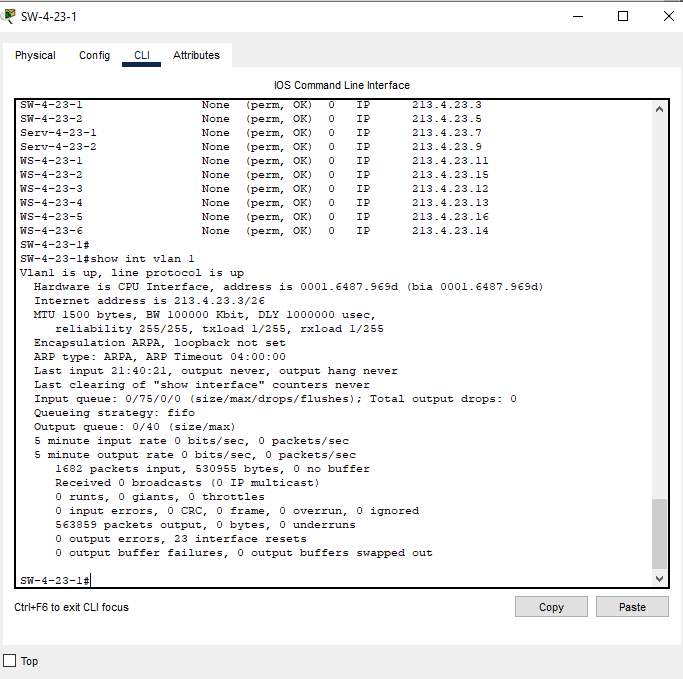 SW-4-23-1
Physical Config CLI Attributes
IOS Command Line Interface
SW-4-23-1 None (perm, OK) 0 IP 213.4.23.3
SW-4-23-2 None (perm, OK) 0 IP 213.4.23.5
Serv-4-23-1 None (perm, OK) 0 IP 213.4.23.7
Serv-4-23-2 None (perm, OK) 0 IP 213.4.23.9
WS-4-23-1 None (perm, OK) 0 IP 213.4.23.11
WS-4-23-2 None (perm, OK) 0 IP 213.4.23.15
WS-4-23-3 None (perm, OK) 0 IP 213.4.23.12
WS-4-23-4 None (perm, OK) 0 IP 213.4.23.13
WS-4-23-5 None (perm, OK) 0 IP 213.4.23.16
WS-4-23-6 None (perm, OK) 0 IP 213.4.23.14
SW-4-23-1#
SW-4-23-1#show int vlan 1
Vlan1 is up, line protocol is up
Hardware is CPU Interface, address is 0001.6487.969d (bia 0001.6487.969d)
Internet address is 213.4.23.3/26
MTU 1500 bytes, BW 100000 Kbit, DLY 1000000 usec,
reliability 255/255, txload 1/255, rxload 1/255
Encapsulation ARPA, loopback not set
ARP type: ARPA, ARP Timeout 04:00:00
Last input 21:40:21, output never, output hang never
Last clearing of "show interface" counters never
Input queue: 0/75/0/0 (size/max/drops/flushes); Total output drops: 0
Queueing strategy: fifo
Output queue: 0/40 (size/max)
5 minute input rate 0 bits/sec, 0 packets/sec
5 minute output rate 0 bits/sec, 0 packets/sec
1682 packets input, 530955 bytes, 0 no buffer
Received 0 broadcasts (0 IP multicast)
0 runts, 0 giants, 0 throttles
0 input errors, 0 CRC, 0 frame, 0 overrun, 0 ignored
563859 packets output, 0 bytes, 0 underruns
0 output errors, 23 interface resets
0 output buffer failures, 0 output buffers swapped out
SW-4-23-1#
Ctrl+F6 to exit CLI focus Copy Paste
Top